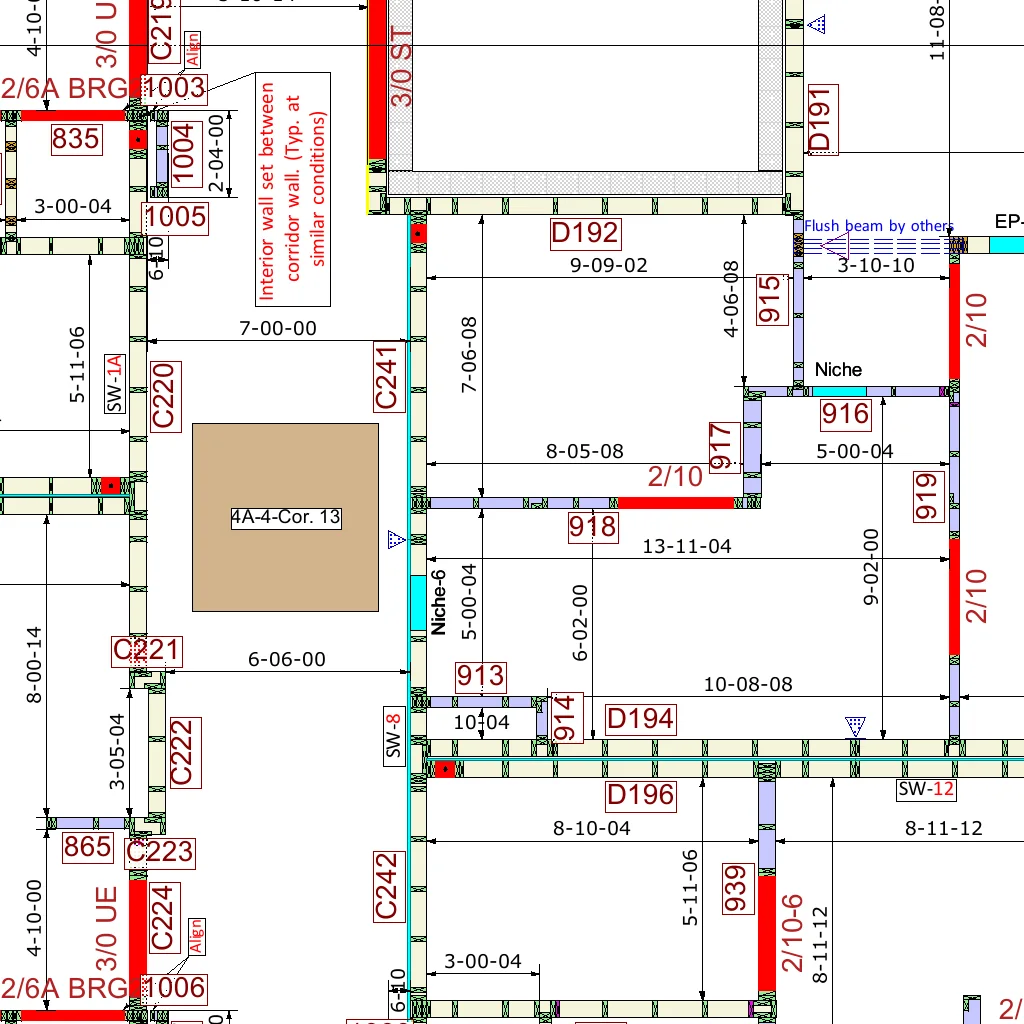 3/0 U
C219
Align
2/6A BRG
1003
835
1004
2-04-00
3-00-04
1005
6-10
Interior wall set between
corridor wall. (Typ. at
similar conditions)
3/0 ST
D191
11-08-
D192
9-09-02
Flush beam by others
EP-
3-10-10
4-06-08
915
2/10
7-00-00
7-06-08
5-11-06
SW-1A
C220
C241
Niche
916
8-05-08
917
5-00-04
2/10
919
918
4A-4-Cor. 13
13-11-04
Niche-6
5-00-04
6-02-00
9-02-00
2/10
C221
6-06-00
8-00-14
913
10-08-08
10-04
914
D194
SW-8
3-05-04
C222
SW-12
D196
8-10-04
8-11-12
865
C223
C242
5-11-06
939
2/10-6
8-11-12
4-10-00
3/0 UE
C224
Align
3-00-04
6-10
2/6A BRG
1006
2/